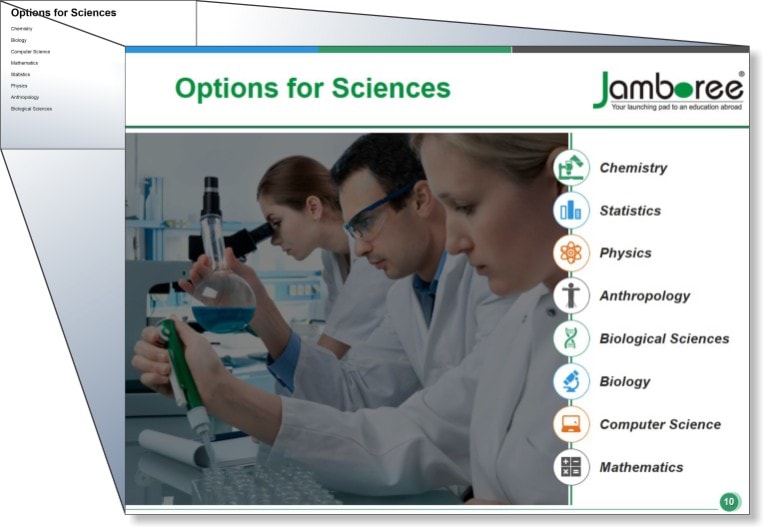 Options for Sciences
Chemistry
Biology
Computer Science
Mathematics
Statistics
Physics
Anthropology
Biological Sciences
Options for Sciences
Jamboree®
Your launching pad to an education abroad
Chemistry
Statistics
Physics
Anthropology
Biological Sciences
Biology
Computer Science
Mathematics
10